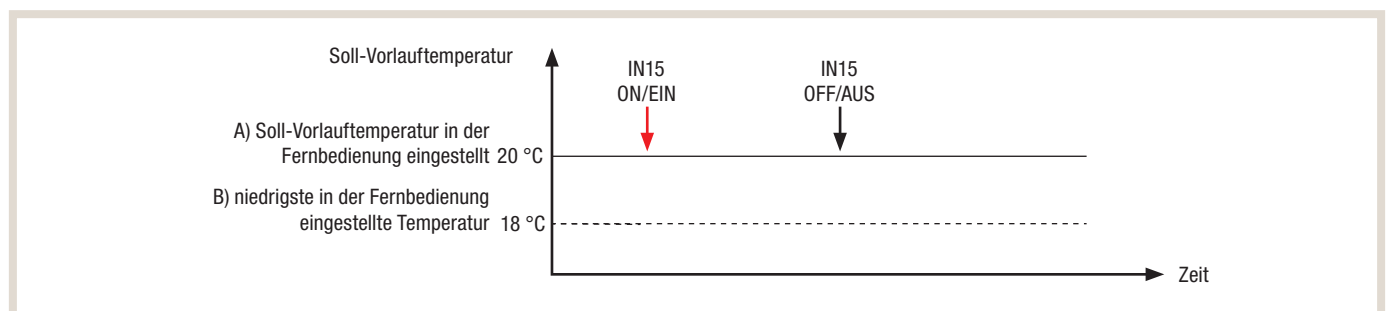 Soll-Vorlauftemperatur
IN15
ON/EIN
IN15
OFF/AUS
A) Soll-Vorlauftemperatur in der
Fernbedienung eingestellt 20 °C
B) niedrigste in der Fernbedienung
eingestellte Temperatur 18 °C
Zeit